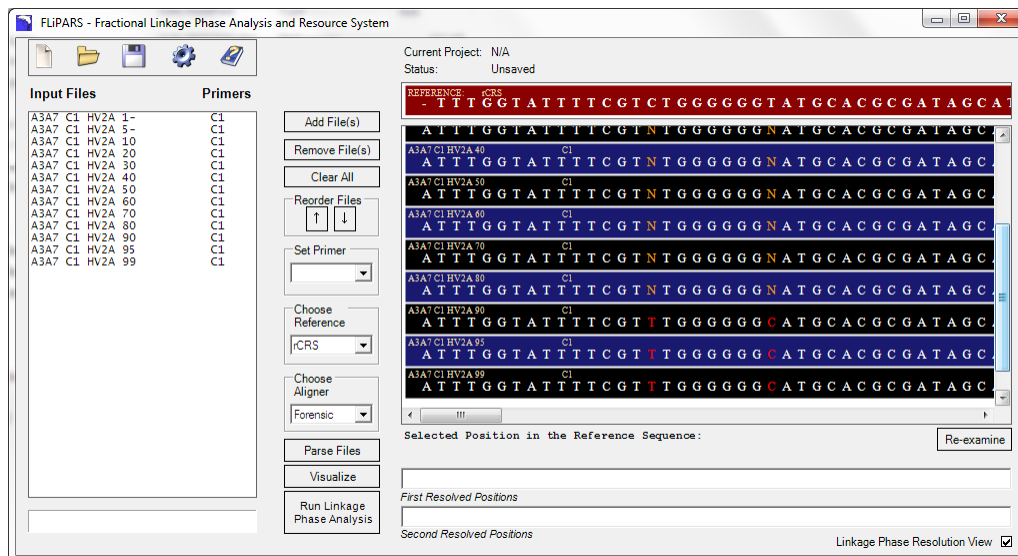 FLiPARS - Fractional Linkage Phase Analysis and Resource System
Current Project: N/A
Status: Unsaved
Input Files Primers
A3A7 C1 HV2A 1- C1
A3A7 C1 HV2A 5- C1
A3A7 C1 HV2A 10 C1
A3A7 C1 HV2A 20 C1
A3A7 C1 HV2A 30 C1
A3A7 C1 HV2A 40 C1
A3A7 C1 HV2A 50 C1
A3A7 C1 HV2A 60 C1
A3A7 C1 HV2A 70 C1
A3A7 C1 HV2A 80 C1
A3A7 C1 HV2A 90 C1
A3A7 C1 HV2A 95 C1
A3A7 C1 HV2A 99 C1
Add File(s)
Remove File(s)
Clear All
Reorder Files
↑ ↓
Set Primer
Choose
Reference
rCRS
Choose
Aligner
Forensic
Parse Files
Visualize
Run Linkage
Phase Analysis
REFERENCE: rCRS
- T T T G G T A T T T T C G T C T G G G G G G T A T G C A C G C G A T A G C A T
A T T T G G T A T T T T C G T N T G G G G G G N A T G C A C G C G A T A G C
A3A7 C1 HV2A 40 C1
A T T T G G T A T T T T C G T N T G G G G G G N A T G C A C G C G A T A G C
A3A7 C1 HV2A 50 C1
A T T T G G T A T T T T C G T N T G G G G G G N A T G C A C G C G A T A G C
A3A7 C1 HV2A 60 C1
A T T T G G T A T T T T C G T N T G G G G G G N A T G C A C G C G A T A G C
A3A7 C1 HV2A 70 C1
A T T T G G T A T T T T C G T N T G G G G G G N A T G C A C G C G A T A G C
A3A7 C1 HV2A 80 C1
A T T T G G T A T T T T C G T N T G G G G G G N A T G C A C G C G A T A G C
A3A7 C1 HV2A 90 C1
A T T T G G T A T T T T C G T T T G G G G G G C A T G C A C G C G A T A G C
A3A7 C1 HV2A 95 C1
A T T T G G T A T T T T C G T T T G G G G G G C A T G C A C G C G A T A G C
A3A7 C1 HV2A 99 C1
A T T T G G T A T T T T C G T T T G G G G G G C A T G C A C G C G A T A G C
Selected Position in the Reference Sequence:
Re-examine
First Resolved Positions
Second Resolved Positions
Linkage Phase Resolution View